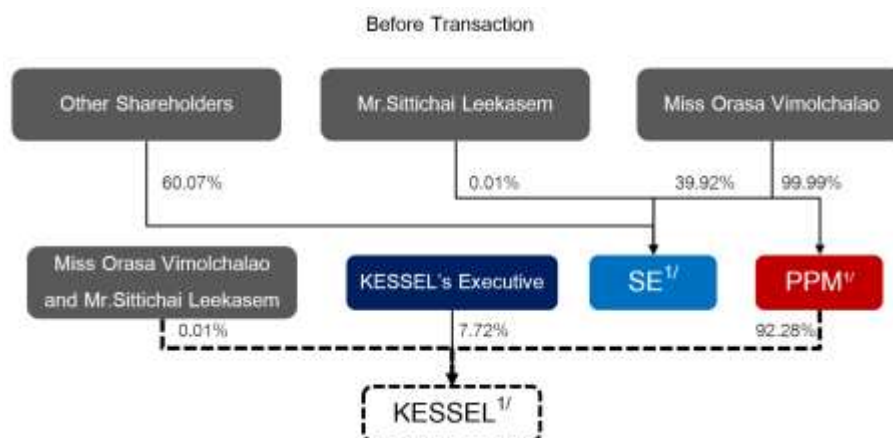 Before Transaction
Other Shareholders
Mr.Sittichai Leekasem
Miss Orasa Vimolchalao
60.07%
0.01%
39.92%
99.99%
Miss Orasa Vimolchalao
and Mr.Sittichai Leekasem
KESSEL's Executive
SE1/
PPM1/
0.01%
7.72%
92.28%
KESSEL1/